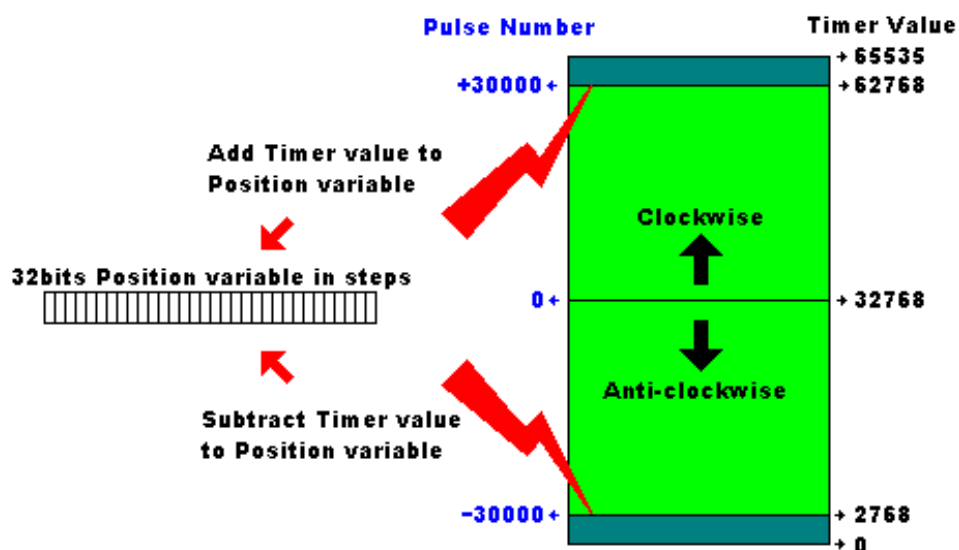 Pulse Number
Timer Value
65535
+30000
62768
Add Timer value to
Position variable
Clockwise
32bits Position variable in steps
0
32768
Anti-clockwise
Subtract Timer value
to Position variable
-30000
2768
0